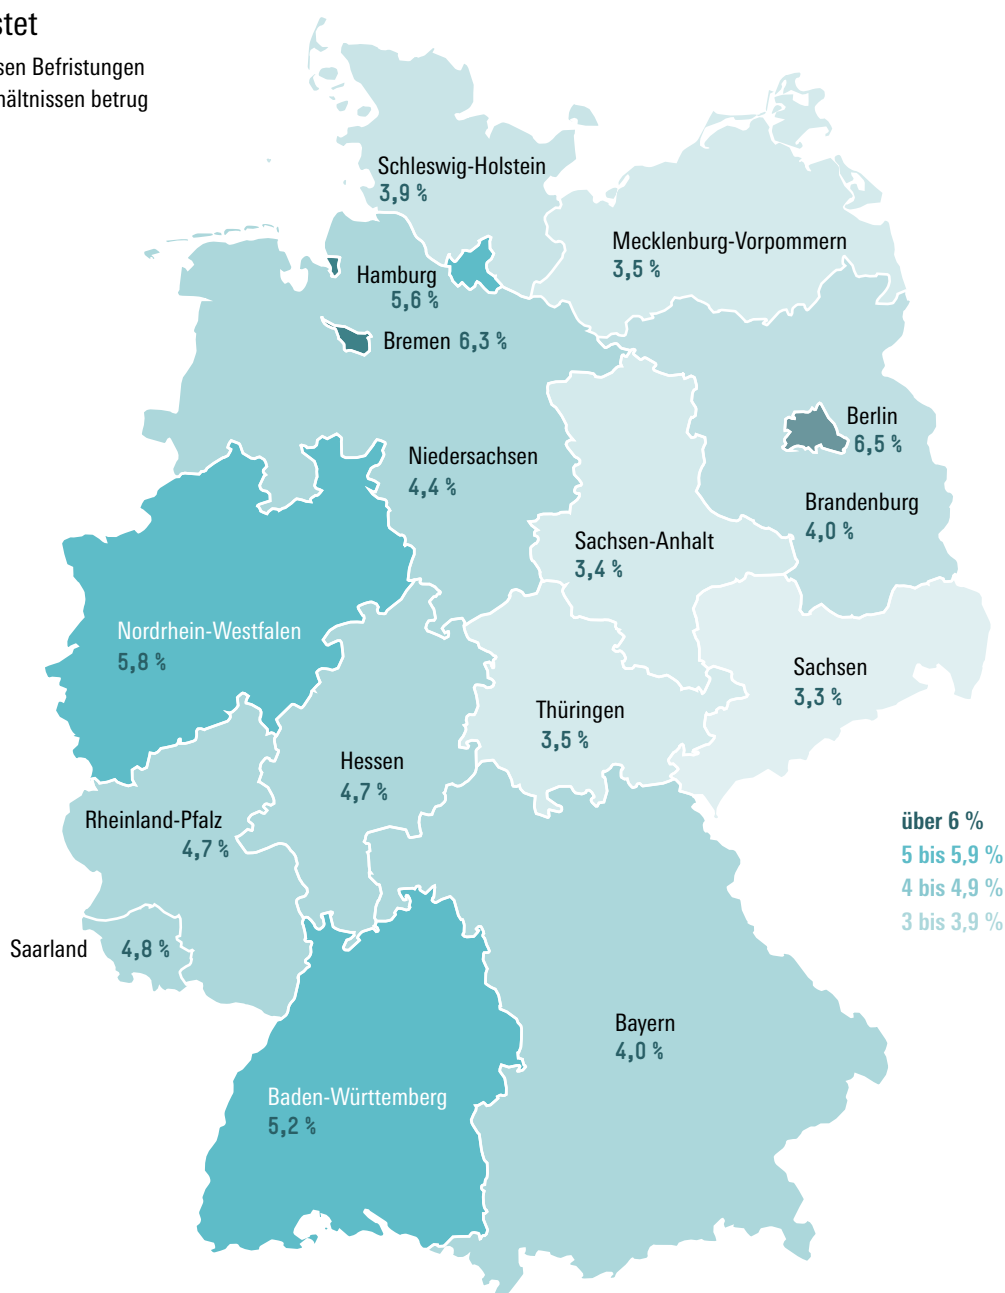 stet
sen Befristungen
hältnissen betrug
Schleswig-Holstein
3,9 %
Mecklenburg-Vorpommern
3,5 %
Hamburg
5,6 %
Bremen 6,3 %
Berlin
6,5 %
Niedersachsen
4,4 %
Brandenburg
4,0 %
Sachsen-Anhalt
3,4 %
Nordrhein-Westfalen
5,8 %
Sachsen
3,3 %
Thüringen
3,5 %
Hessen
4,7 %
Rheinland-Pfalz
4,7 %
über 6 %
5 bis 5,9 %
4 bis 4,9 %
3 bis 3,9 %
Saarland 4,8 %
Bayern
4,0 %
Baden-Württemberg
5,2 %